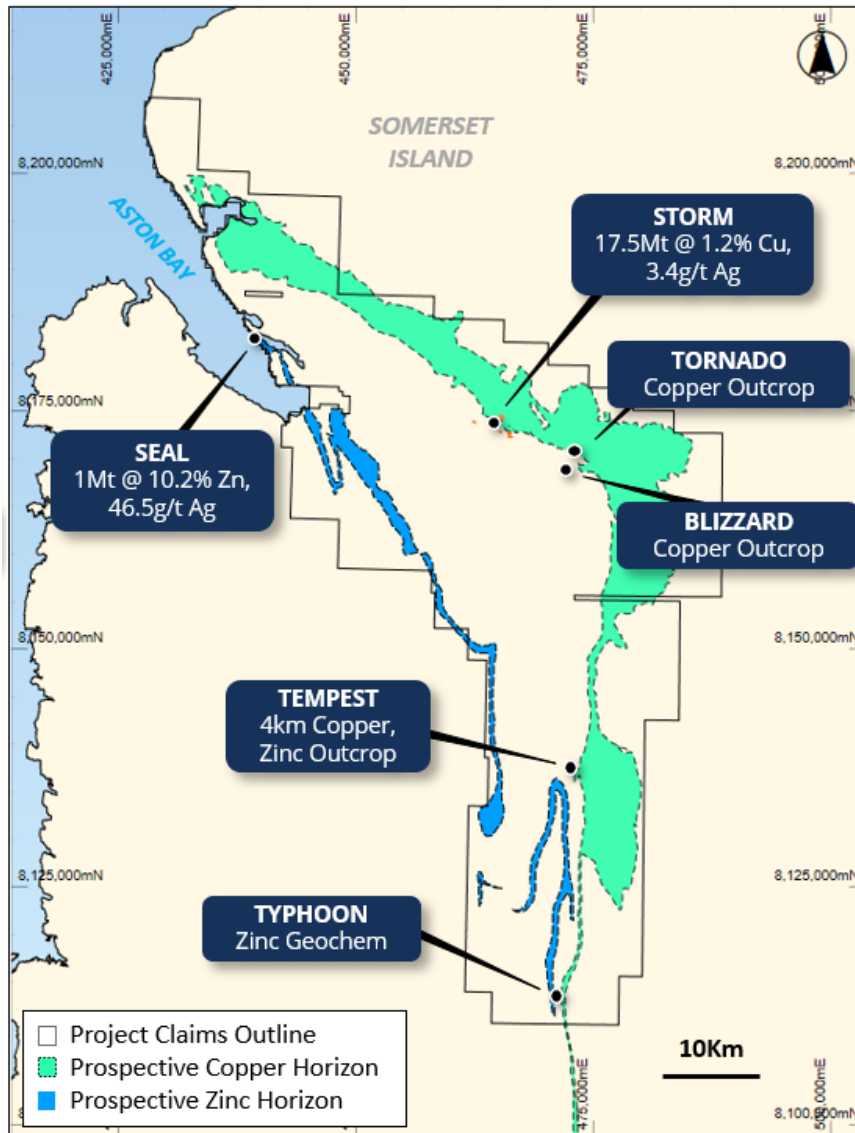 425,000mE
450,000mE
475,000mE
SOMERSET
ISLAND
8,200,000mN
8,200,000mN
ASTON BAY
STORM
17.5Mt @ 1.2% Cu,
3.4g/t Ag
TORNADO
Copper Outcrop
8,175,000mN
8,175,000mN
SEAL
1Mt @ 10.2% Zn,
46.5g/t Ag
BLIZZARD
Copper Outcrop
8,150,000mN
8,150,000mN
TEMPEST
4km Copper,
Zinc Outcrop
8,125,000mN
8,125,000mN
TYPHOON
Zinc Geochem
Project Claims Outline
Prospective Copper Horizon
Prospective Zinc Horizon
10Km
475,000mE
8,100,000mN